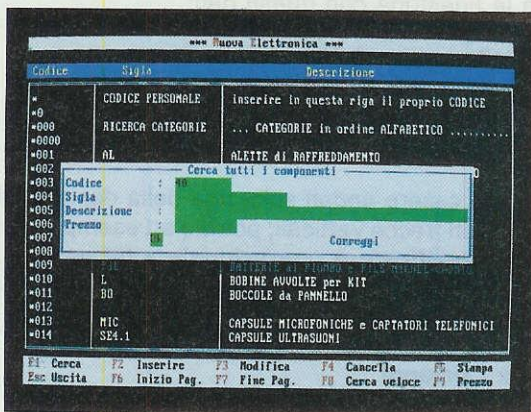 *** Nuova Elettronica ***
Codice Sigla Descrizione
* CODICE PERSONALE inserire in questa riga il proprio CODICE
*0
*000 RICERCA CATEGORIE ... CATEGORIE in ordine ALFABETICO ..........
*0000
*001 AL ALETTE di RAFFREDDAMENTO
*002
Cerca tutti i componenti
*003
Codice :
*004
Sigla :
*005
Descrizione :
*006
Prezzo :
*007
Correggi
*008
*009
*010 L BOBINE AVVOLTE per KIT
*011 BO BOCCOLE da PANNELLO
*012
*013 MIC CAPSULE MICROFONICHE e CAPTATORI TELEFONICI
*014 SE4.1 CAPSULE ULTRASUONI
F1 Cerca F2 Inserire F3 Modifica F4 Cancella F5 Stampa
Esc Uscita F6 Inizio Pag. F7 Fine Pag. F8 Cerca veloce F9 Prezzo